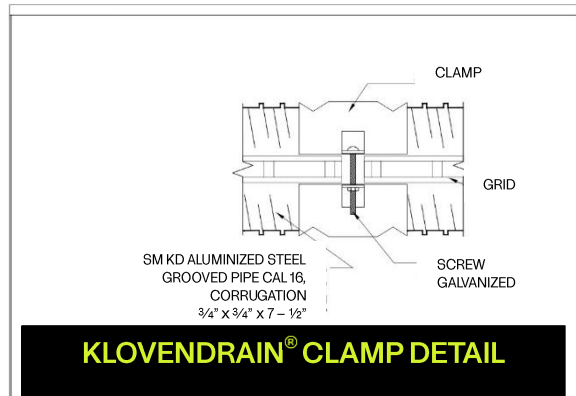 CLAMP
GRID
SM KD ALUMINIZED STEEL
GROOVED PIPE CAL 16,
CORRUGATION
¾” x ¾” x 7 – ½”
SCREW
GALVANIZED
KLOVENDRAIN® CLAMP DETAIL